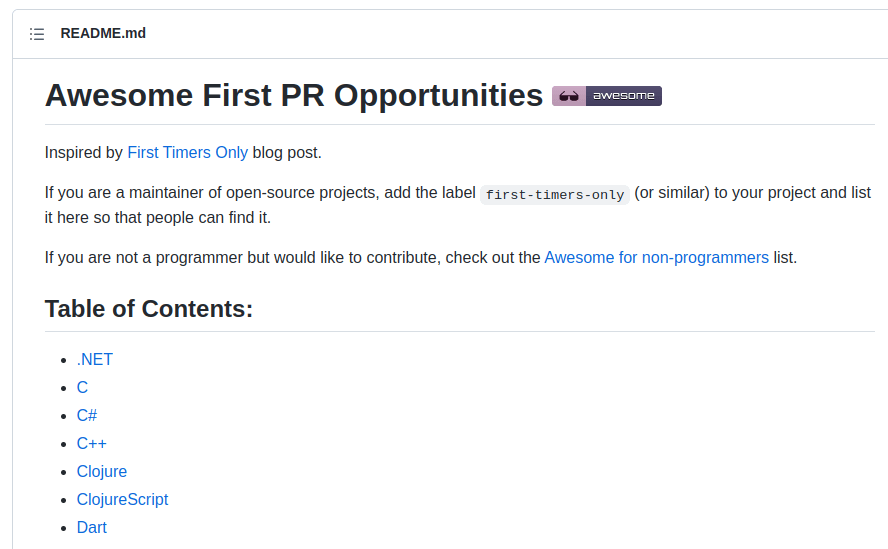 README.md
Awesome First PR Opportunities awesome
Inspired by First Timers Only blog post.
If you are a maintainer of open-source projects, add the label first-timers-only (or similar) to your project and list
it here so that people can find it.
If you are not a programmer but would like to contribute, check out the Awesome for non-programmers list.
Table of Contents:
.NET
C
C#
C++
Clojure
ClojureScript
Dart